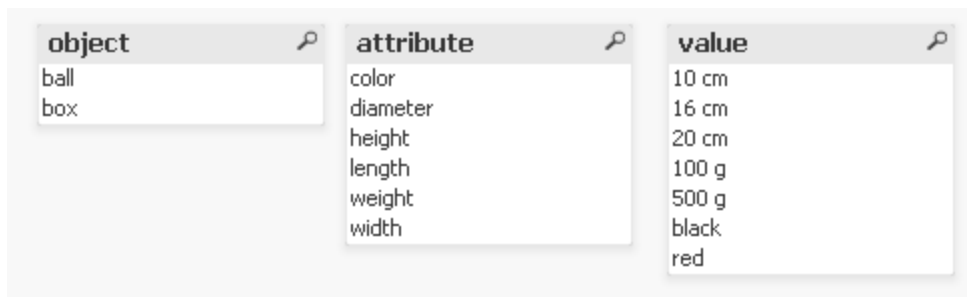 object
ball
box
attribute
color
diameter
height
length
weight
width
value
10 cm
16 cm
20 cm
100 g
500 g
black
red